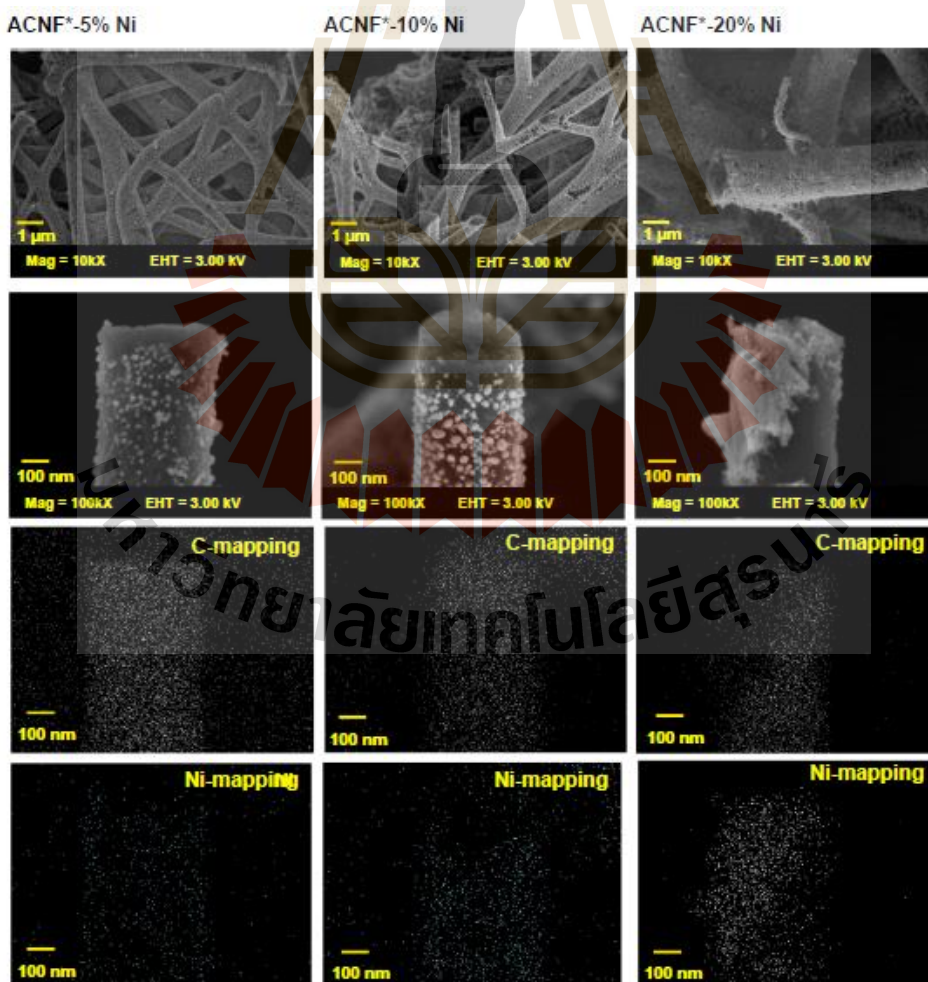 ACNF*-5% Ni
ACNF*-10% Ni
ACNF*-20% Ni
1 μm
Mag = 10kX EHT = 3.00 kV
1 μm
Mag = 10kX EHT = 3.00 kV
1 μm
Mag = 10kX EHT = 3.00 kV
100 nm
Mag = 100kX EHT = 3.00 kV
100 nm
Mag = 100kX EHT = 3.00 kV
100 nm
Mag = 100kX EHT = 3.00 kV
มหาวิทยาลัยเทคโนโลยีสุรนารี
C-mapping
100 nm
C-mapping
100 nm
C-mapping
100 nm
Ni-mapping
100 nm
Ni-mapping
100 nm
Ni-mapping
100 nm